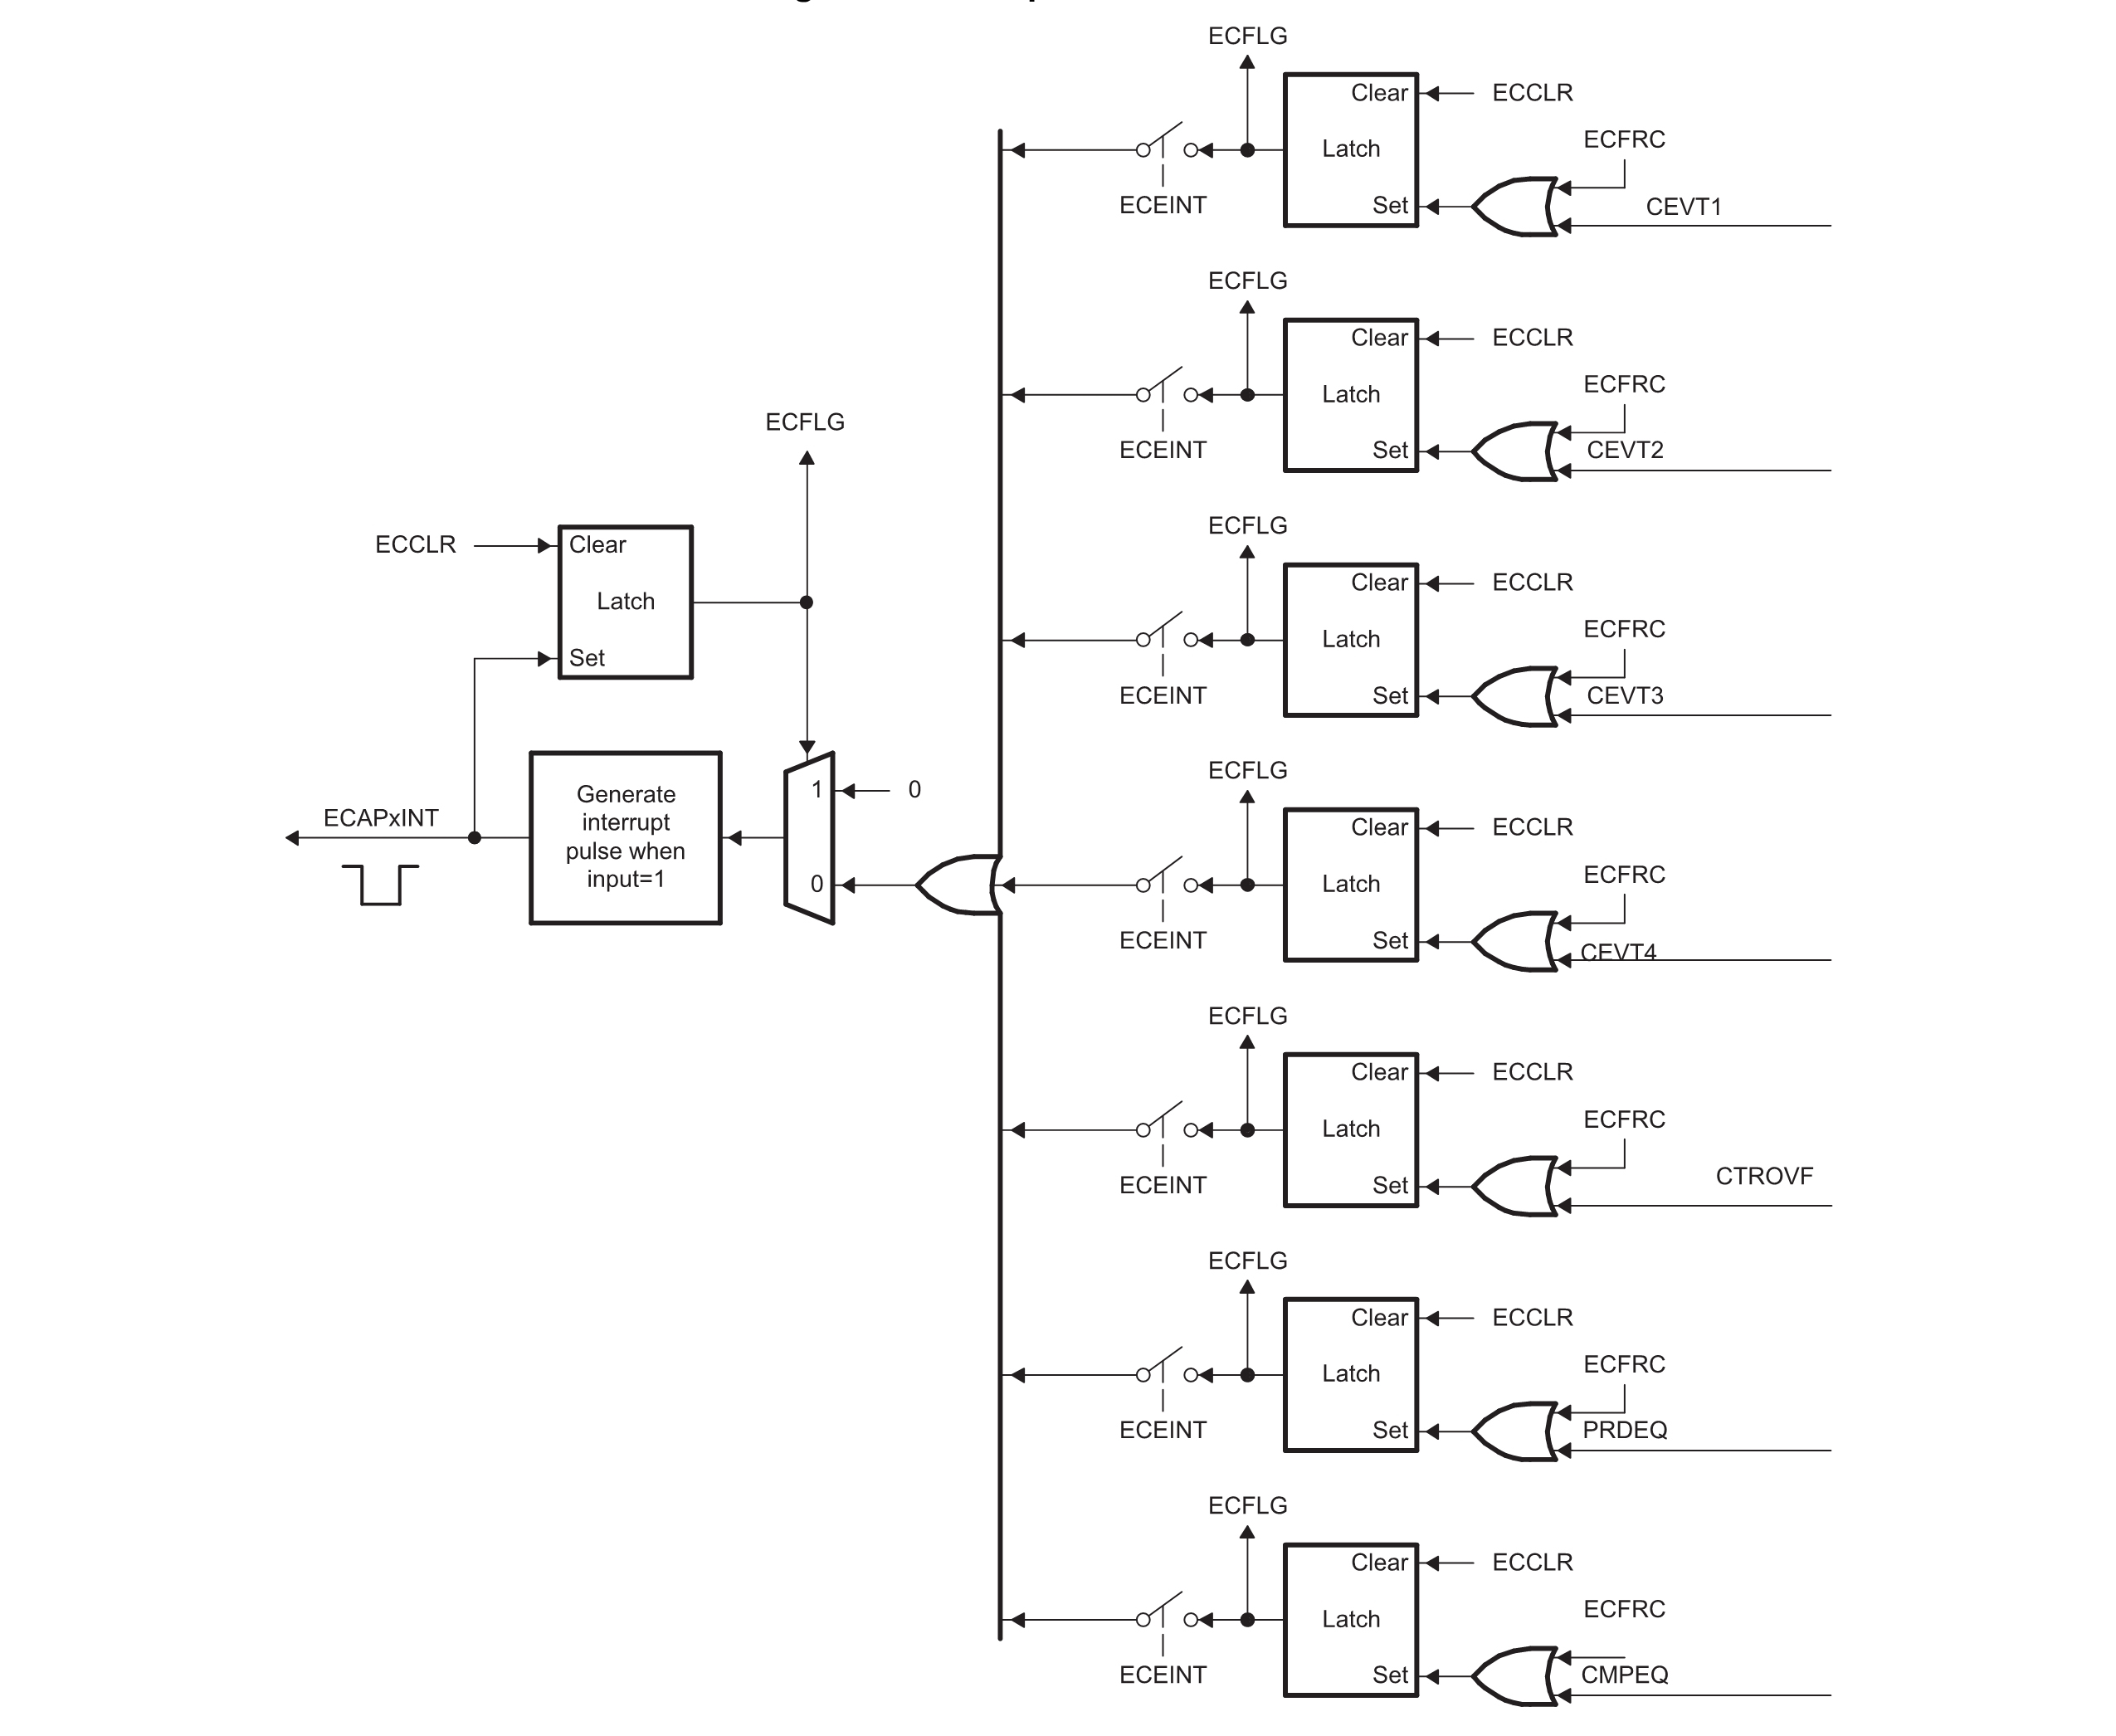 ECFLG
Clear
ECCLR
ECFRC
Latch
CEVT1
Set
ECEINT
ECFLG
Clear
ECCLR
ECFRC
Latch
CEVT2
Set
ECEINT
ECFLG
Clear
ECCLR
ECFRC
Latch
CEVT3
Set
ECEINT
ECFLG
ECCLR
Clear
Latch
Set
ECAPxINT
Generate
interrupt
pulse when
input=1
1
0
0
ECFLG
Clear
ECCLR
ECFRC
Latch
CEVT4
Set
ECEINT
ECFLG
Clear
ECCLR
ECFRC
Latch
CTROVF
Set
ECEINT
ECFLG
Clear
ECCLR
ECFRC
Latch
PRDEQ
Set
ECEINT
ECFLG
Clear
ECCLR
ECFRC
Latch
CMPEQ
Set
ECEINT